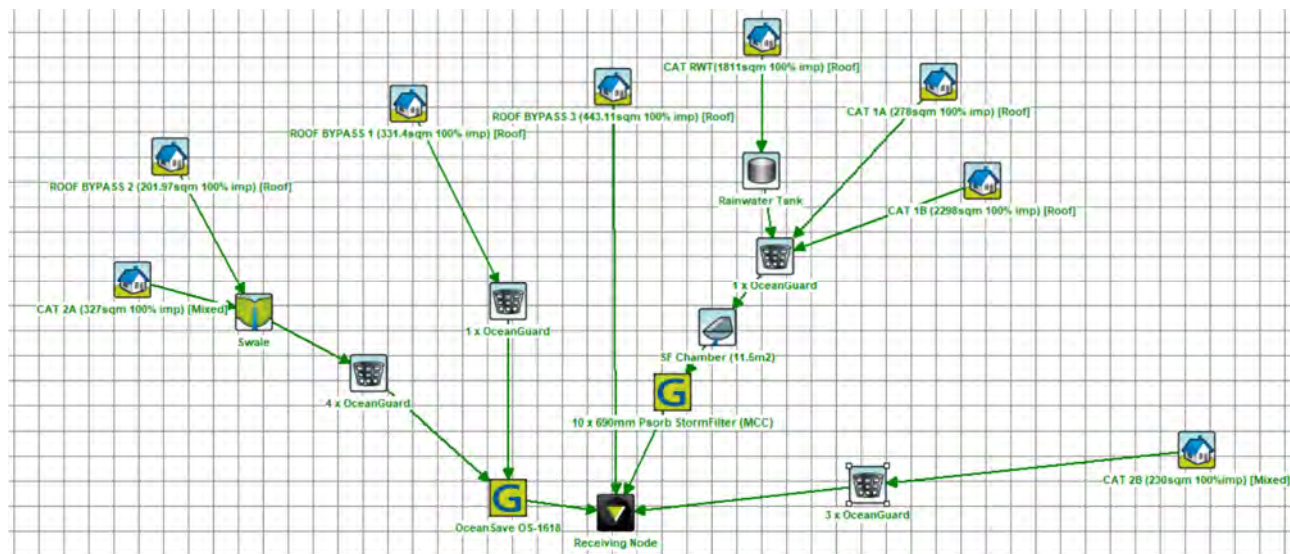 CAT RWT(1811sqm 100% imp) [Roof]
ROOF BYPASS 3 (443.11sqm 100% imp) [Roof]
CAT 1A (278sqm 100% imp) [Roof]
ROOF BYPASS 1 (331.4sqm 100% imp) [Roof]
ROOF BYPASS 2 (201.97sqm 100% imp) [Roof]
Rainwater Tank
CAT 1B (2298sqm 100% imp) [Roof]
1 x OceanGuard
CAT 2A (327sqm 100% imp) [Mixed]
1 x OceanGuard
Swale
SF Chamber (11.5m2)
4 x OceanGuard
G
10 x 690mm Psorb StormFilter (MCC)
CAT 2B (230sqm 100%imp) [Mixed]
G
3 x OceanGuard
OceanSave OS-1618
Receiving Node